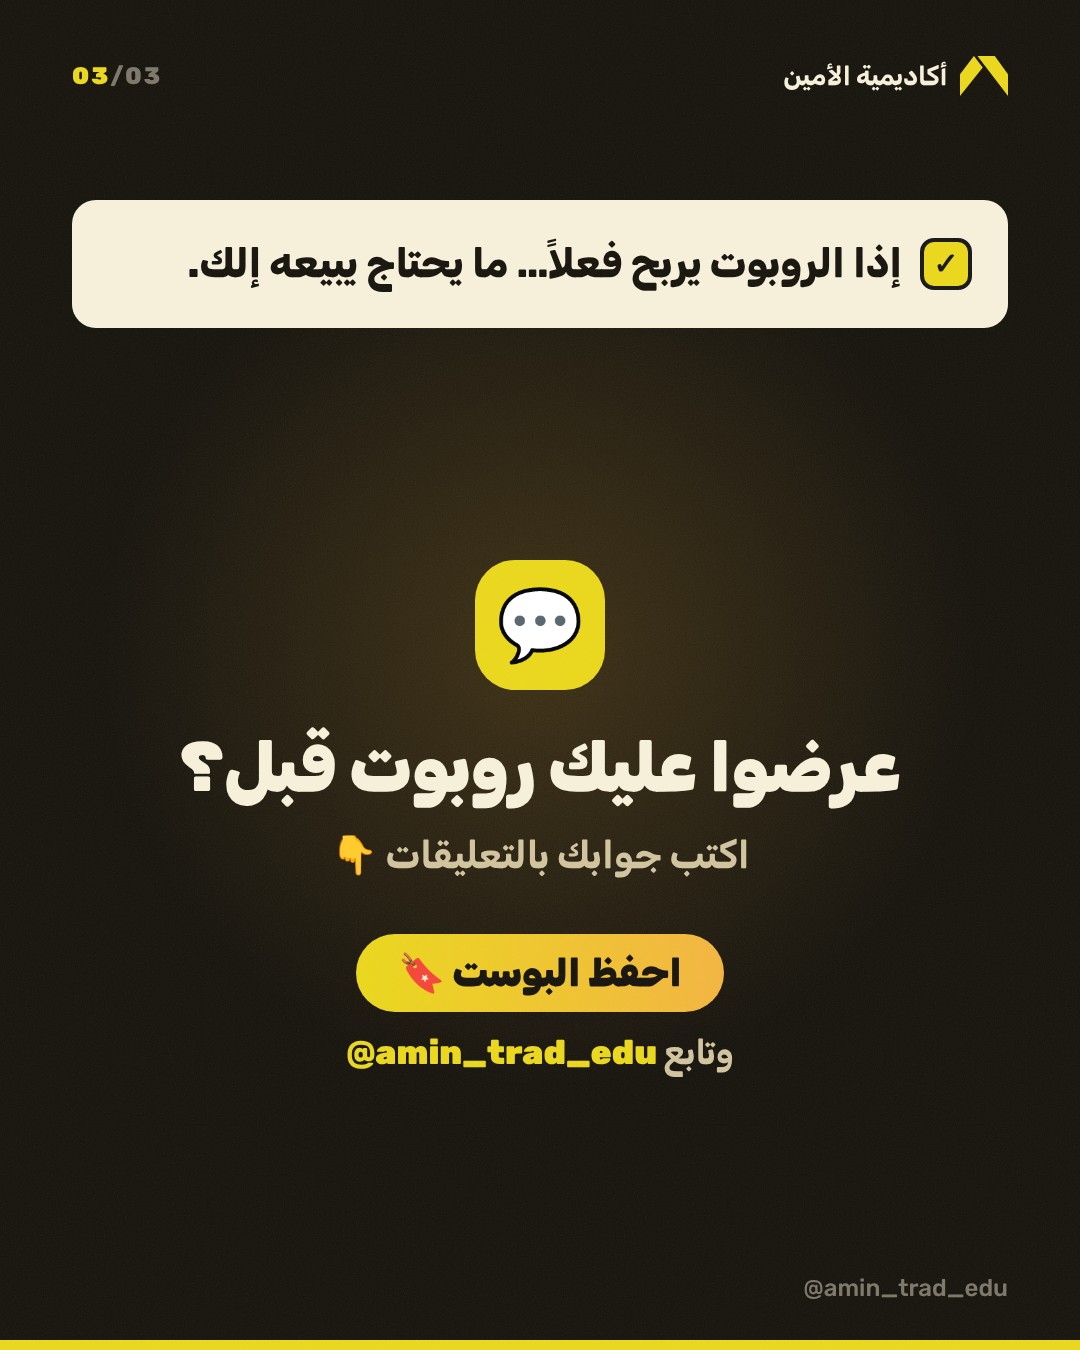 أكاديمية الأمين
03/03
إذا الروبوت يربح فعلاً... ما يحتاج يبيعه إلك.
عرضوا عليك روبوت قبل؟
اكتب جوابك بالتعليقات 👇
احفظ البوست 🔖
وتابع @amin_trad_edu
@amin_trad_edu